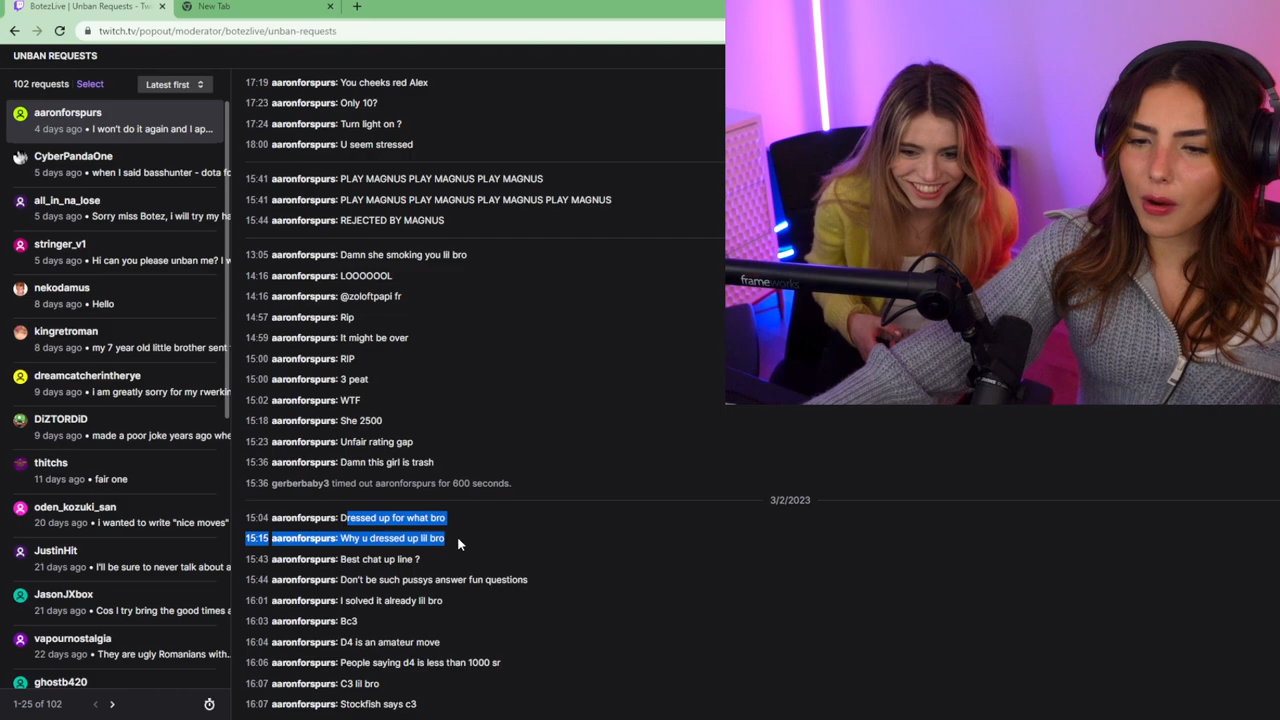 BotezLive | Unban Requests - Tw
New Tab
twitch.tv/popout/moderator/botezlive/unban-requests
UNBAN REQUESTS
102 requests Select Latest first
aaronforspurs
4 days ago • I won't do it again and I ap...
CyberPandaOne
5 days ago • when I said basshunter - dota fo
all_in_na_lose
5 days ago • Sorry miss Botez, i will try my ha
stringer_v1
5 days ago • Hi can you please unban me? I w
nekodamus
8 days ago • Hello
kingretroman
8 days ago • my 7 year old little brother sent
dreamcatcherintherye
9 days ago • i am greatly sorry for my rwerkin
DiZTORDiD
9 days ago • made a poor joke years ago whe
thitchs
11 days ago • fair one
oden_kozuki_san
20 days ago • i wanted to write "nice moves"
JustinHit
21 days ago • I'll be sure to never talk about a
JasonJXbox
21 days ago • Cos I try bring the good times a
vapournostalgia
22 days ago • They are ugly Romanians with..
ghostb420
1-25 of 102
17:19 aaronforspurs: You cheeks red Alex
17:23 aaronforspurs: Only 10?
17:24 aaronforspurs: Turn light on ?
18:00 aaronforspurs: U seem stressed
15:41 aaronforspurs: PLAY MAGNUS PLAY MAGNUS PLAY MAGNUS
15:41 aaronforspurs: PLAY MAGNUS PLAY MAGNUS PLAY MAGNUS PLAY MAGNUS
15:44 aaronforspurs: REJECTED BY MAGNUS
13:05 aaronforspurs: Damn she smoking you lil bro
14:16 aaronforspurs: LOOOOOOL
14:16 aaronforspurs: @zoloftpapi fr
14:57 aaronforspurs: Rip
14:59 aaronforspurs: It might be over
15:00 aaronforspurs: RIP
15:00 aaronforspurs: 3 peat
15:02 aaronforspurs: WTF
15:18 aaronforspurs: She 2500
15:23 aaronforspurs: Unfair rating gap
15:36 aaronforspurs: Damn this girl is trash
15:36 gerberbaby3 timed out aaronforspurs for 600 seconds.
3/2/2023
15:04 aaronforspurs: Dressed up for what bro
15:15 aaronforspurs: Why u dressed up lil bro
15:43 aaronforspurs: Best chat up line ?
15:44 aaronforspurs: Don't be such pussys answer fun questions
16:01 aaronforspurs: I solved it already lil bro
16:03 aaronforspurs: Bc3
16:04 aaronforspurs: D4 is an amateur move
16:06 aaronforspurs: People saying d4 is less than 1000 sr
16:07 aaronforspurs: C3 lil bro
16:07 aaronforspurs: Stockfish says c3
frameworks